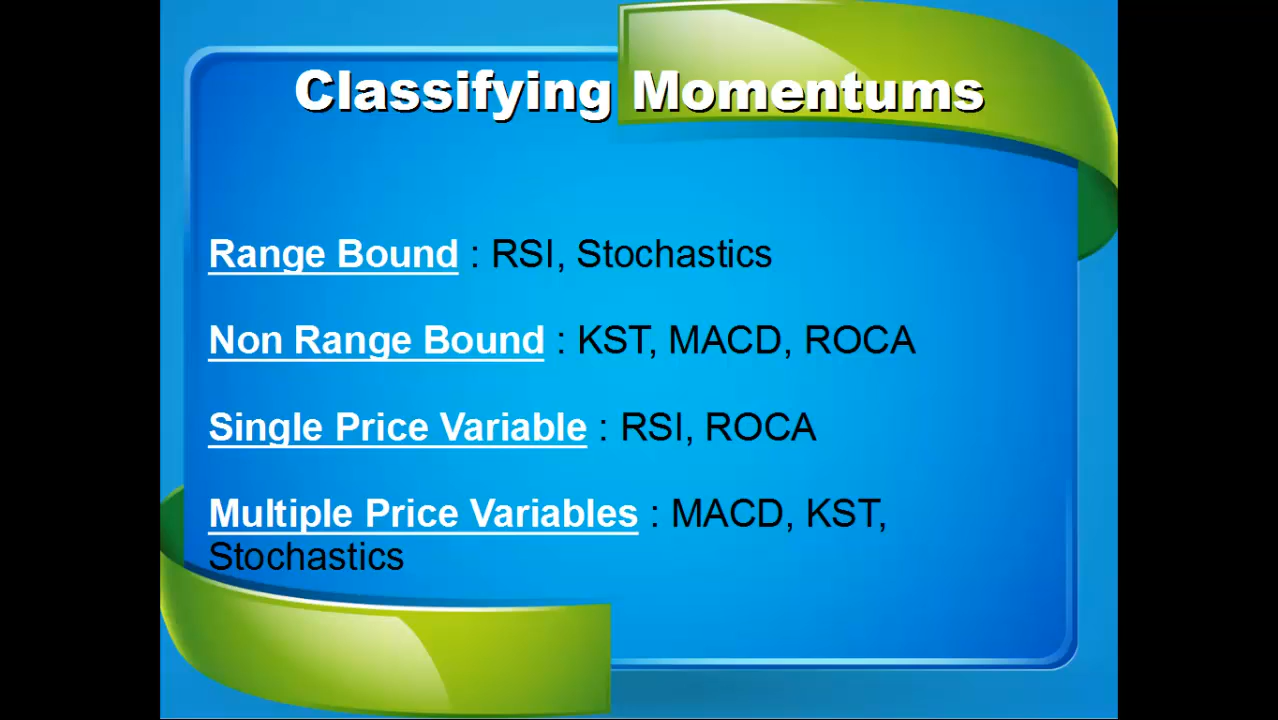 Classifying Momentums
Range Bound : RSI, Stochastics
Non Range Bound : KST, MACD, ROCA
Single Price Variable : RSI, ROCA
Multiple Price Variables : MACD, KST,
Stochastics